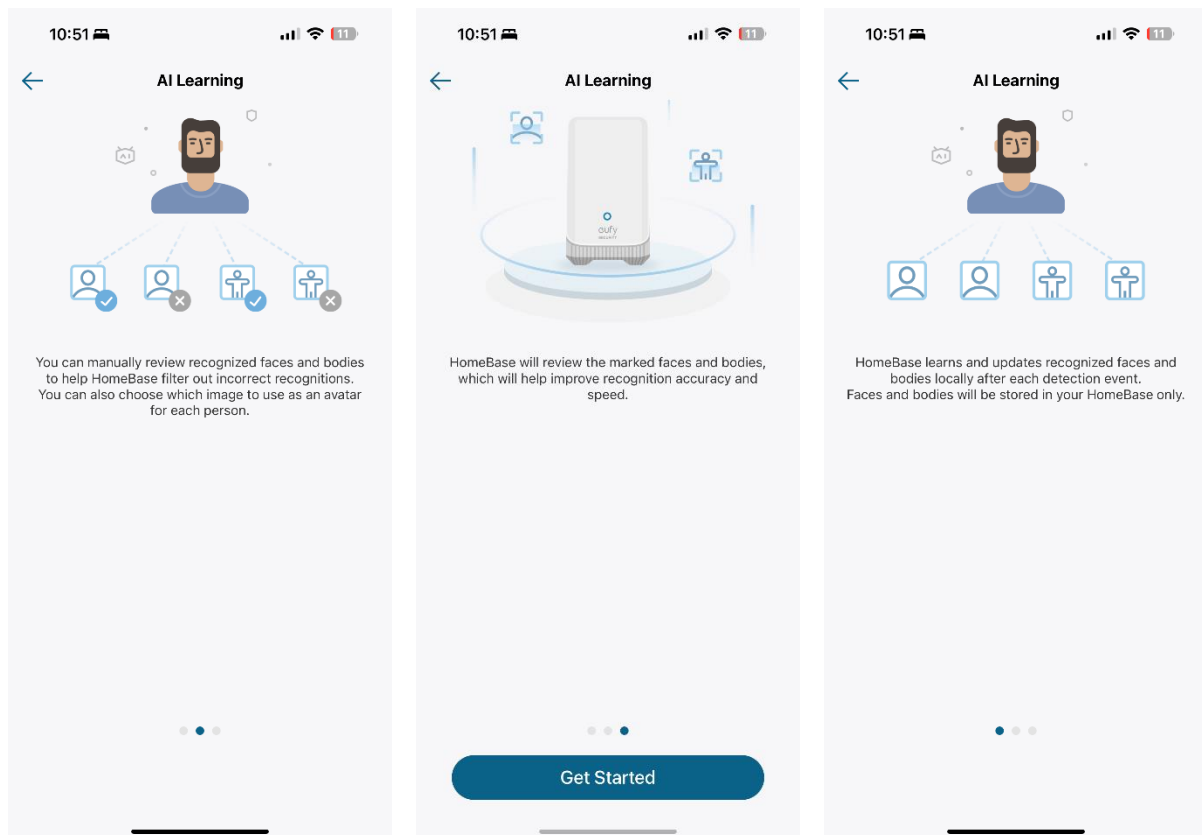 10:51
11
AI Learning
AI
You can manually review recognized faces and bodies
to help HomeBase filter out incorrect recognitions.
You can also choose which image to use as an avatar
for each person.
10:51
11
AI Learning
eufy
SECURITY
HomeBase will review the marked faces and bodies,
which will help improve recognition accuracy and
speed.
Get Started
10:51
11
AI Learning
AI
HomeBase learns and updates recognized faces and
bodies locally after each detection event.
Faces and bodies will be stored in your HomeBase only.